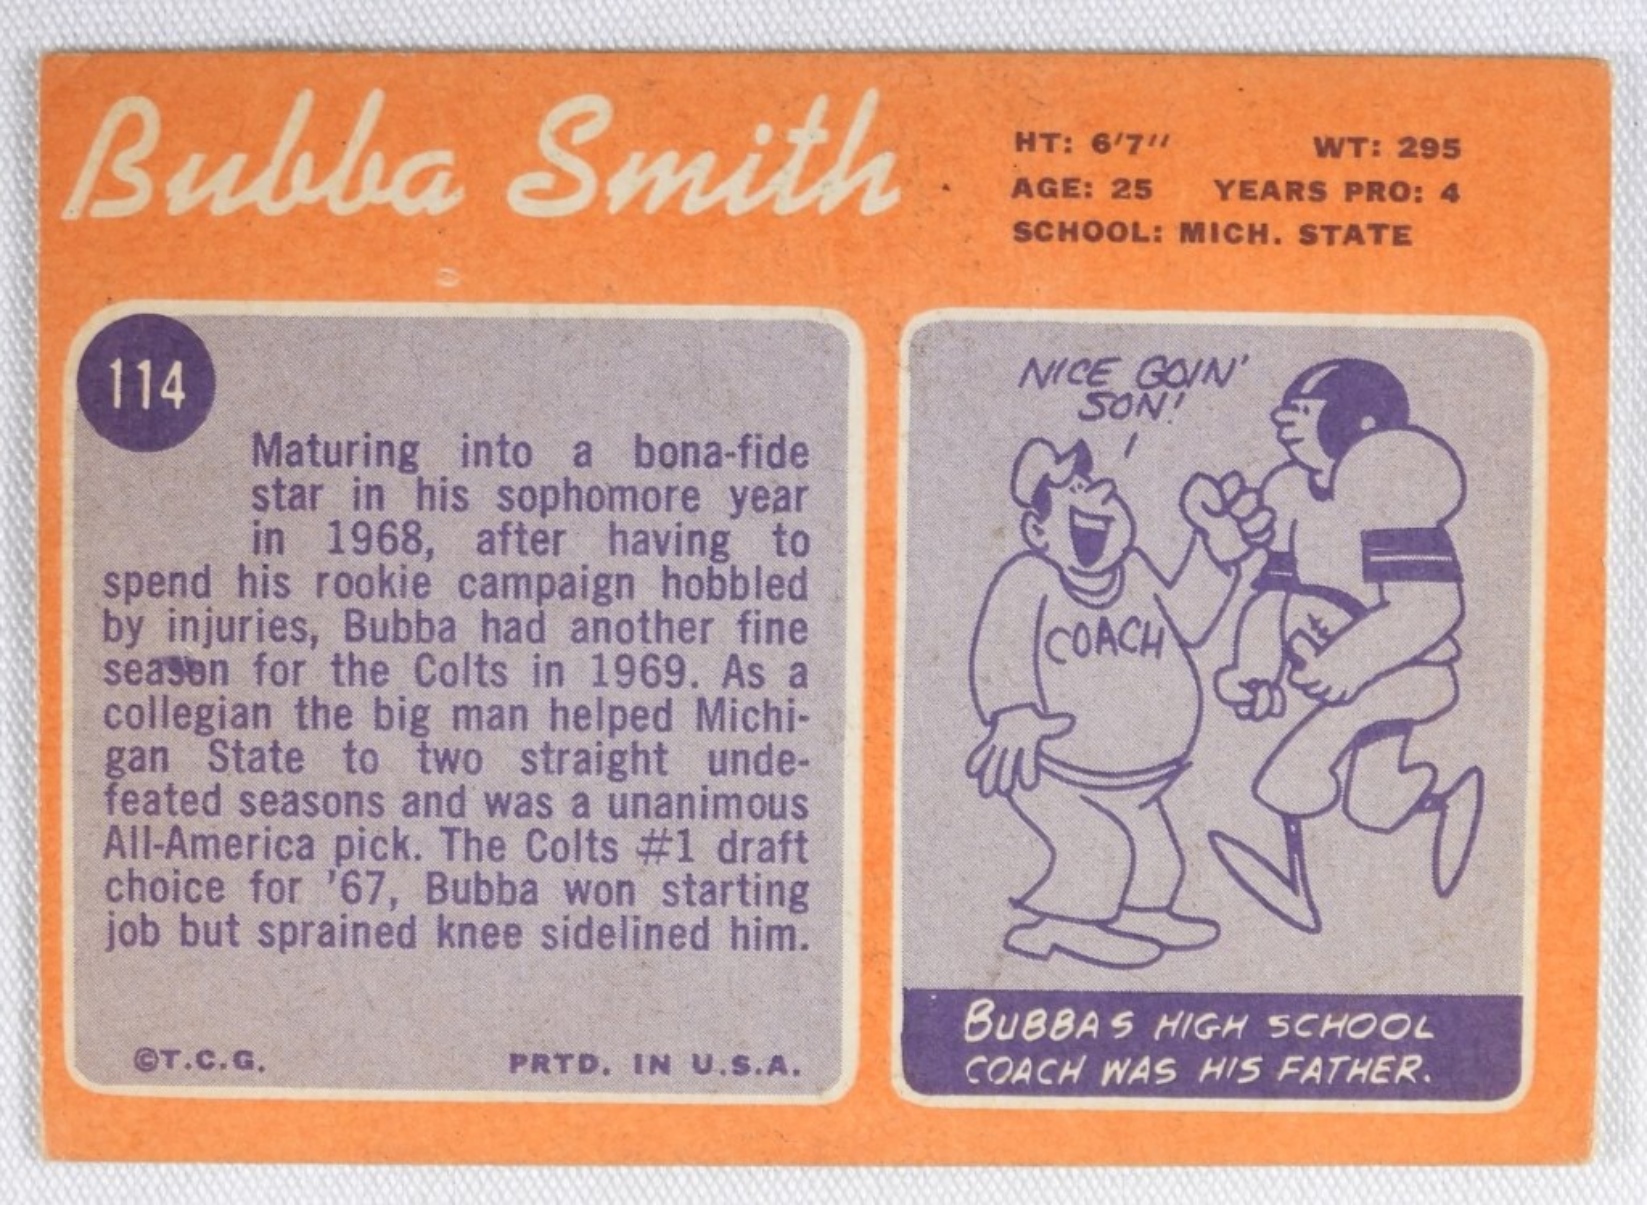 Bubba Smith
HT: 6'7" WT: 295
AGE: 25 YEARS PRO: 4
SCHOOL: MICH. STATE
114
Maturing into a bona-fide
star in his sophomore year
in 1968, after having to
spend his rookie campaign hobbled
by injuries, Bubba had another fine
season for the Colts in 1969. As a
collegian the big man helped Michi-
gan State to two straight unde-
feated seasons and was a unanimous
All-America pick. The Colts #1 draft
choice for '67, Bubba won starting
job but sprained knee sidelined him.
©T.C.G. PRTD. IN U.S.A.
NICE GOIN'
SON!
COACH
BUBBAS HIGH SCHOOL
COACH WAS HIS FATHER.